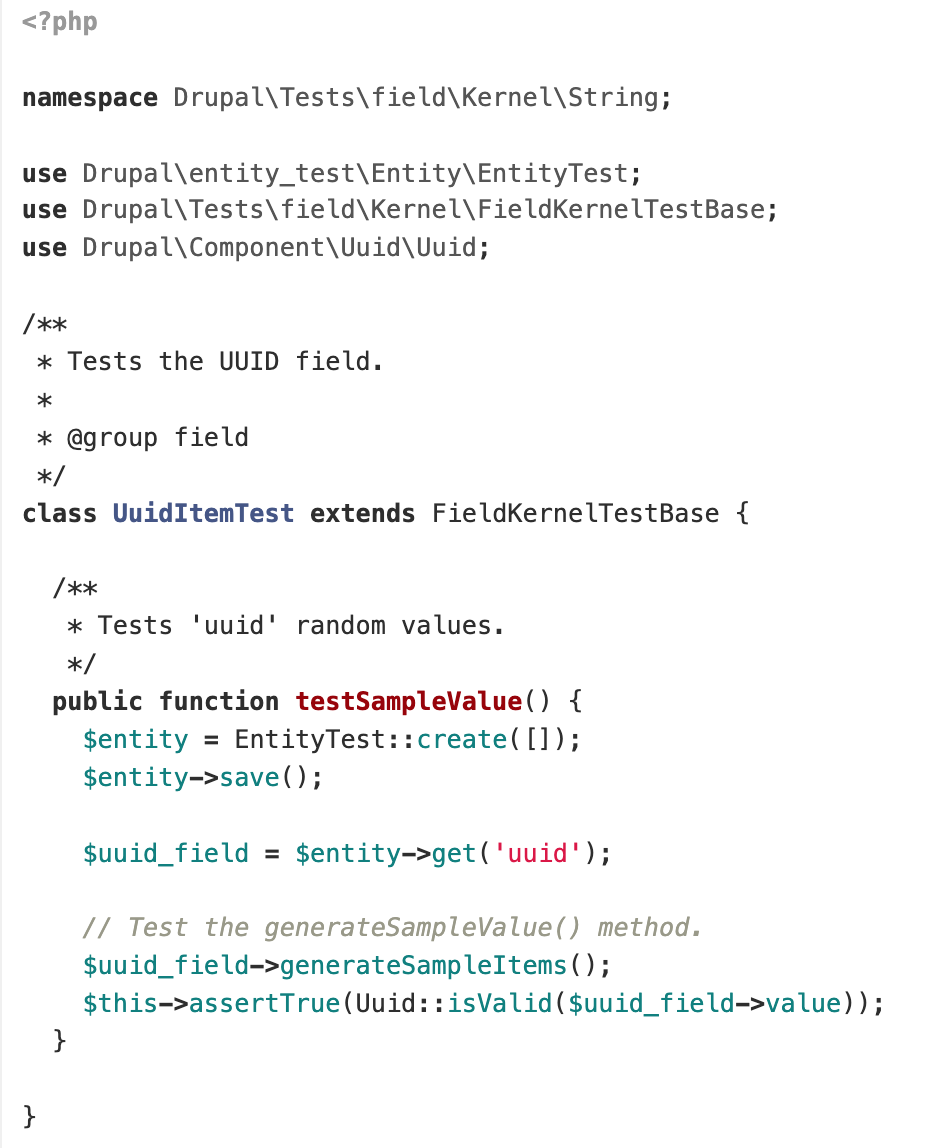 <?php
namespace Drupal\Tests\field\Kernel\String;
use Drupal\entity_test\Entity\EntityTest;
use Drupal\Tests\field\Kernel\FieldKernelTestBase;
use Drupal\Component\Uuid\Uuid;
/**
 * Tests the UUID field.
 *
 * @group field
 */
class UuidItemTest extends FieldKernelTestBase {
  /**
   * Tests 'uuid' random values.
   */
  public function testSampleValue() {
    $entity = EntityTest::create([]);
    $entity->save();
    $uuid_field = $entity->get('uuid');
    // Test the generateSampleValue() method.
    $uuid_field->generateSampleItems();
    $this->assertTrue(Uuid::isValid($uuid_field->value));
  }
}